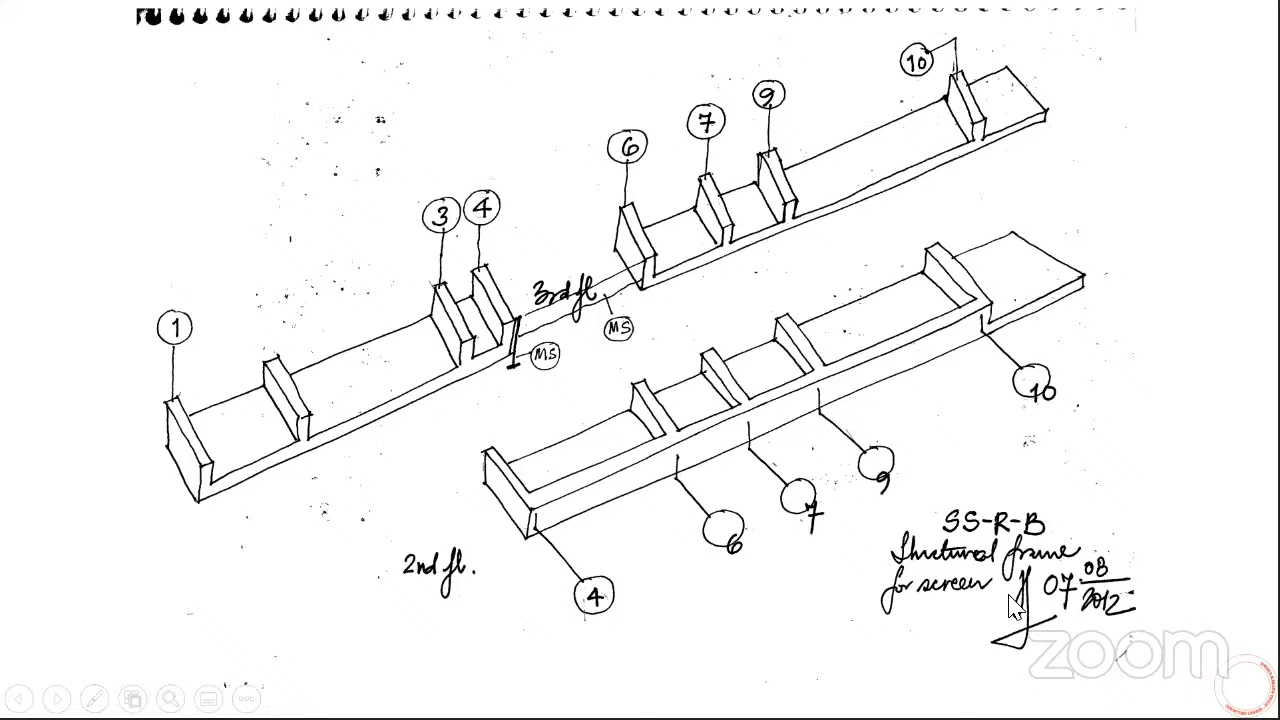 10
9
7
6
3 4
3rd fl
MS
1
MS
10
9
7
SS-R-B
6
Structural frame
2nd fl.
for screen
07 08/2012
4
zoom